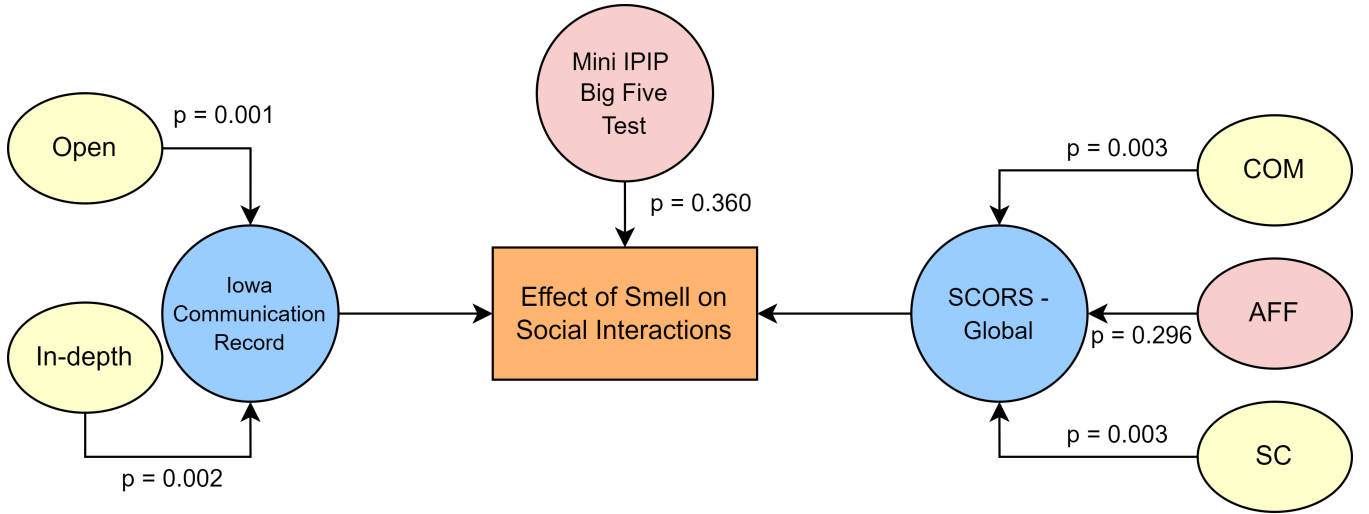 Open
p = 0.001
In-depth
p = 0.002
Iowa
Communication
Record
Mini IPIP
Big Five
Test
p = 0.360
Effect of Smell on
Social Interactions
SCORS -
Global
p = 0.003
COM
p = 0.296
AFF
p = 0.003
SC